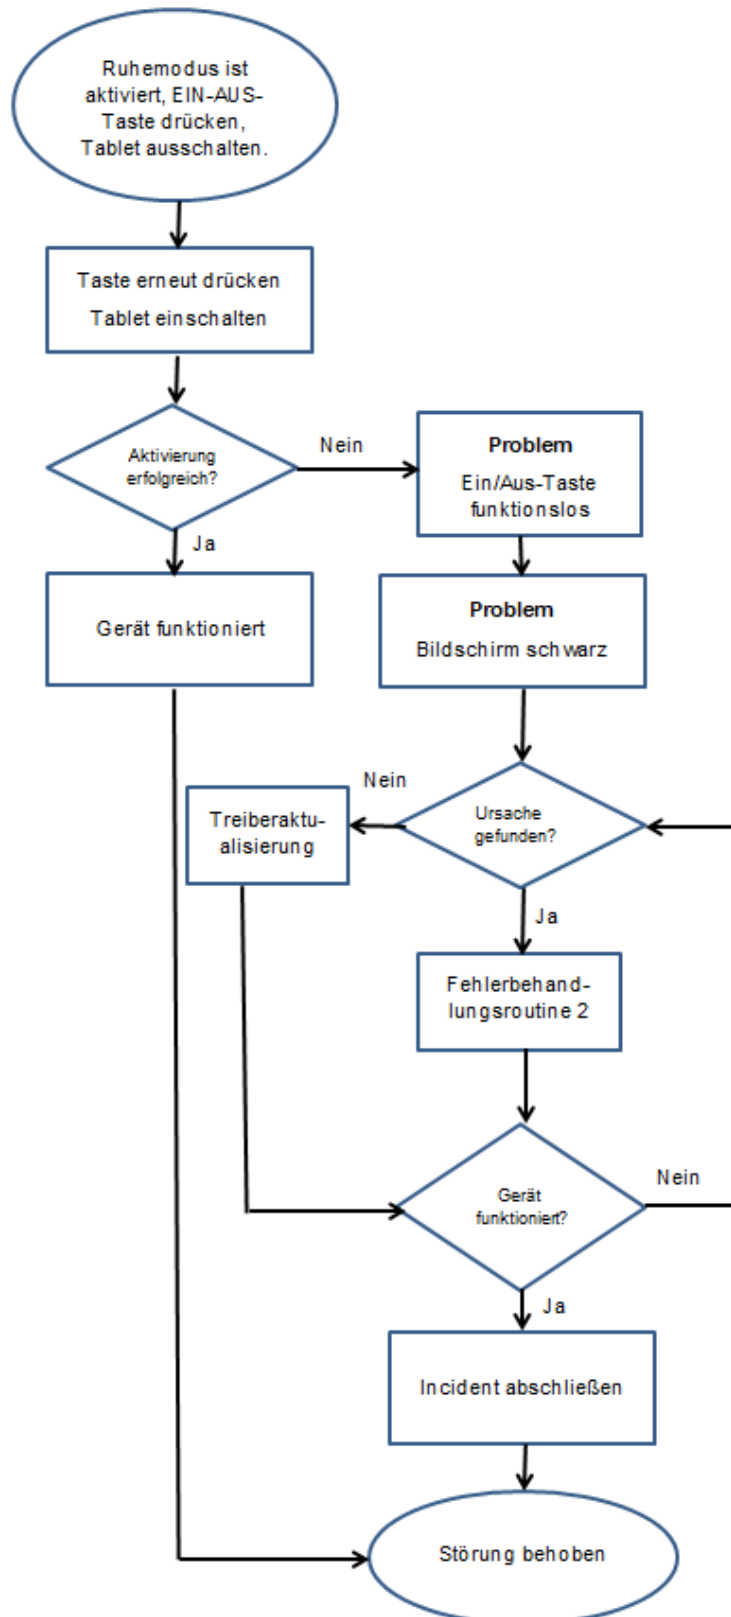 Ruhemodus ist
aktiviert, EIN-AUS-
Taste drücken,
Tablet ausschalten.
Taste erneut drücken
Tablet einschalten
Aktivierung
erfolgreich?
Nein
Problem
Ein/Aus-Taste
funktionslos
Ja
Gerät funktioniert
Problem
Bildschirm schwarz
Nein
Treiberaktu-
alisierung
Ursache
gefunden?
Ja
Fehlerbehand-
lungsroutine 2
Gerät
funktioniert?
Nein
Ja
Incident abschließen
Störung behoben